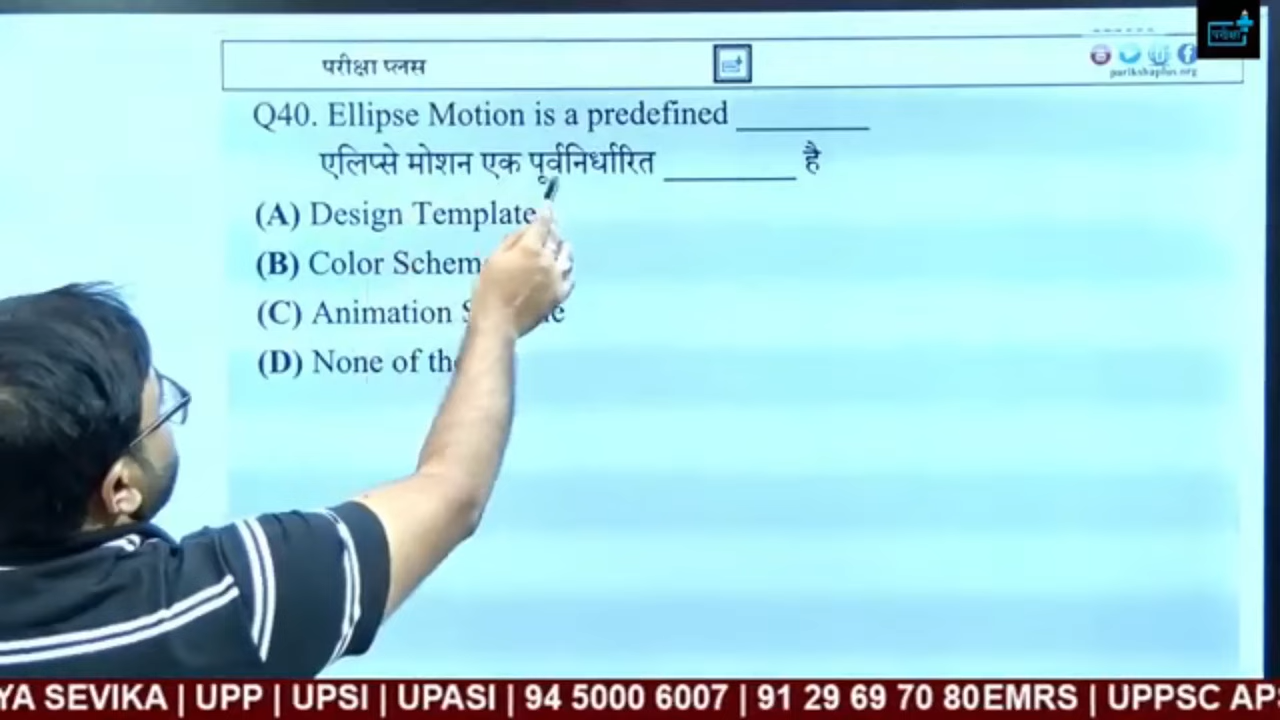 परीक्षा
परीक्षा प्लस
parikshaplus.org
Q40. Ellipse Motion is a predefined ________
एलिप्से मोशन एक पूर्वनिर्धारित ________ है
(A) Design Template
(B) Color Schem
(C) Animation
(D) None of
YA SEVIKA | UPP | UPSI | UPASI | 94 5000 6007 | 91 29 69 70 80EMRS | UPPSC AP